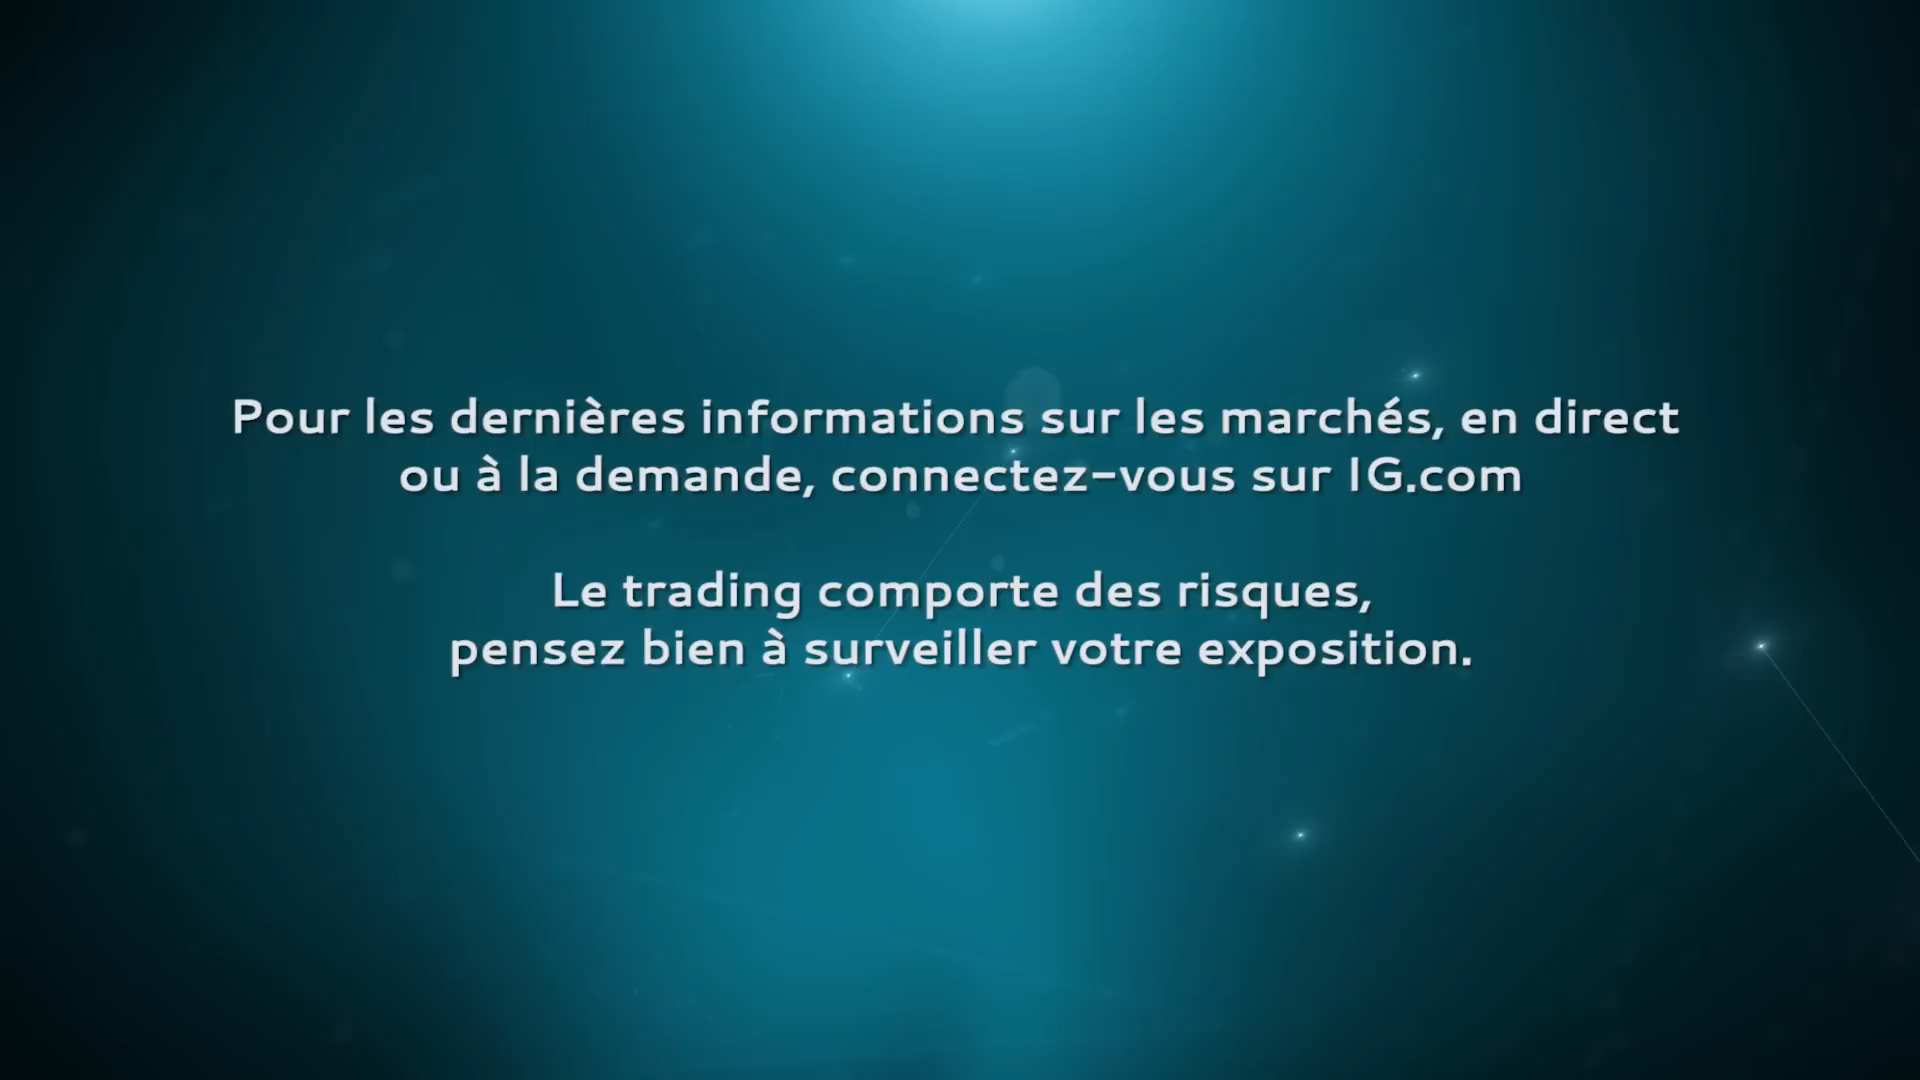 Pour les dernières informations sur les marchés, en direct
ou à la demande, connectez-vous sur IG.com
Le trading comporte des risques,
pensez bien à surveiller votre exposition.